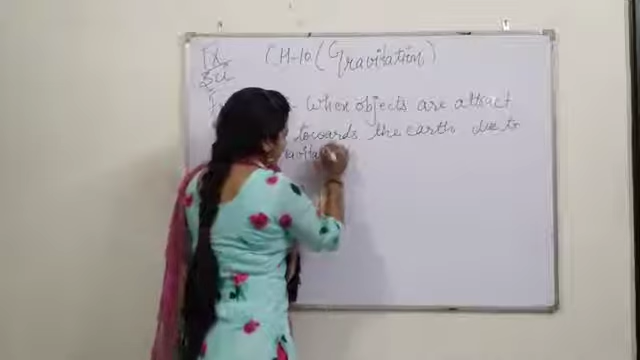 IX CH-10 (Gravitation)
Sci
- When objects are attract
towards the earth due to